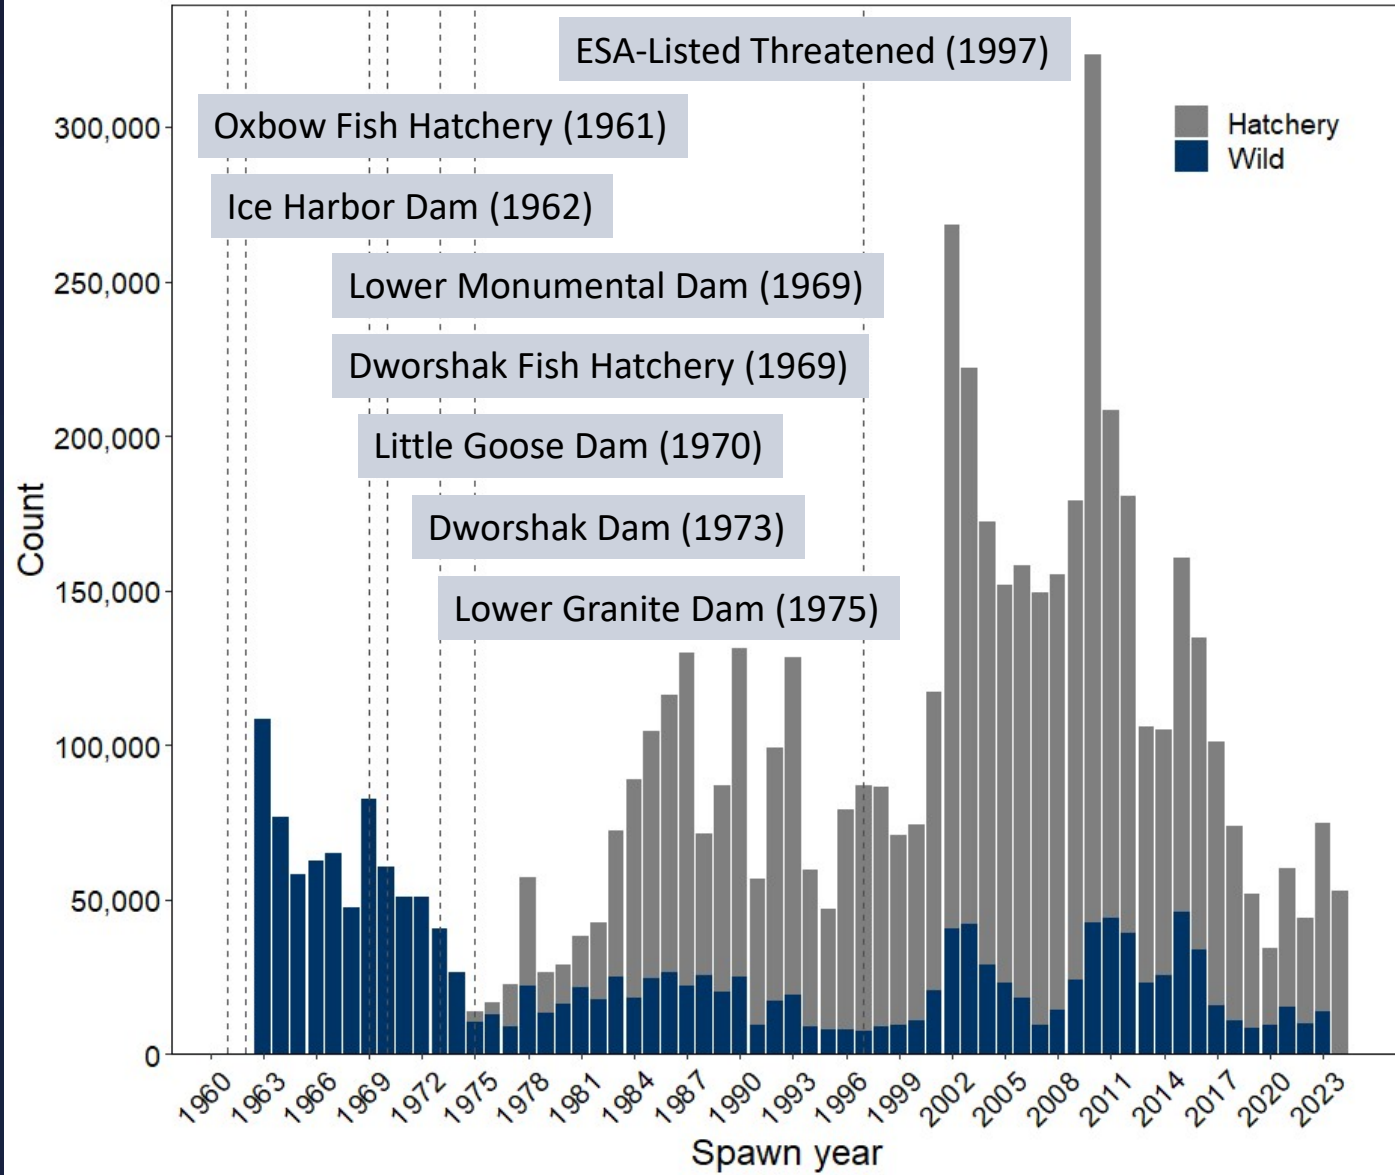 ESA-Listed Threatened (1997)
Oxbow Fish Hatchery (1961)
Ice Harbor Dam (1962)
Lower Monumental Dam (1969)
Dworshak Fish Hatchery (1969)
Little Goose Dam (1970)
Dworshak Dam (1973)
Lower Granite Dam (1975)
Hatchery
Wild
Count
300,000
250,000
200,000
150,000
100,000
50,000
0
1960 1963 1966 1969 1972 1975 1978 1981 1984 1987 1990 1993 1996 1999 2002 2005 2008 2011 2014 2017 2020 2023
Spawn year